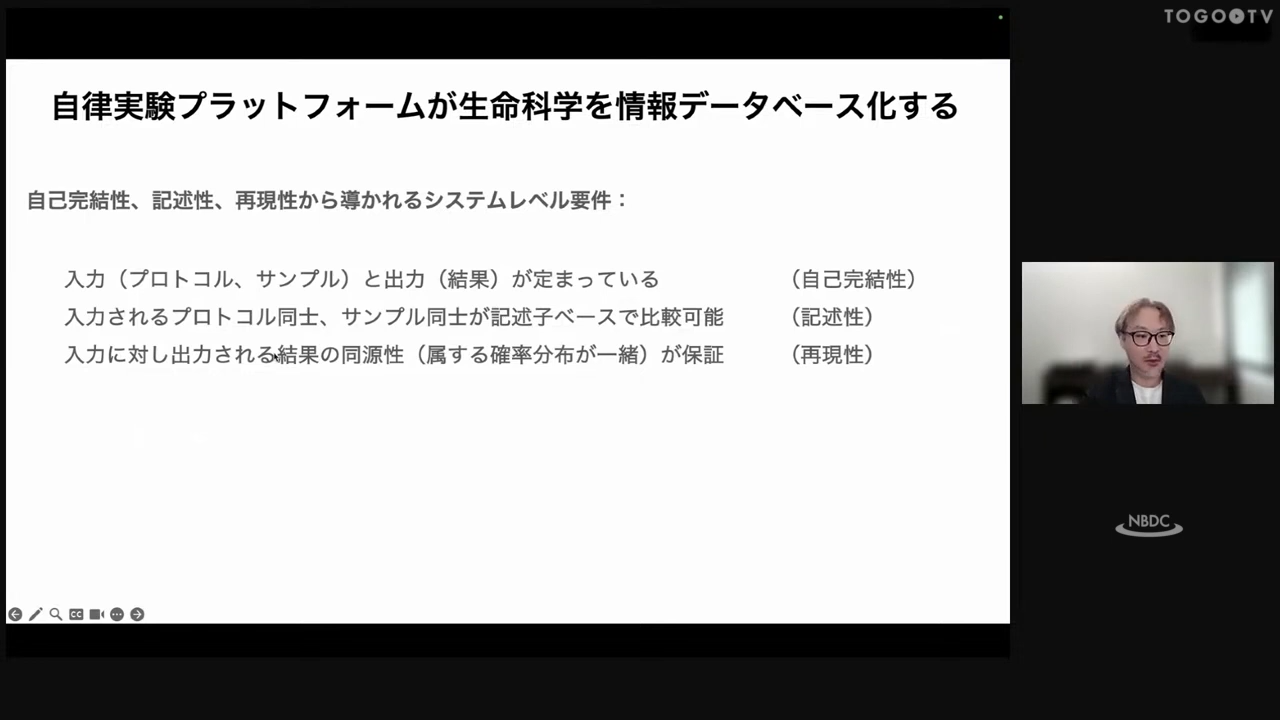 TOGOTV
自律実験プラットフォームが生命科学を情報データベース化する
自己完結性、記述性、再現性から導かれるシステムレベル要件：
入力（プロトコル、サンプル）と出力（結果）が定まっている （自己完結性）
入力されるプロトコル同士、サンプル同士が記述子ベースで比較可能 （記述性）
入力に対し出力される結果の同源性（属する確率分布が一緒）が保証 （再現性）
NBDC
CC